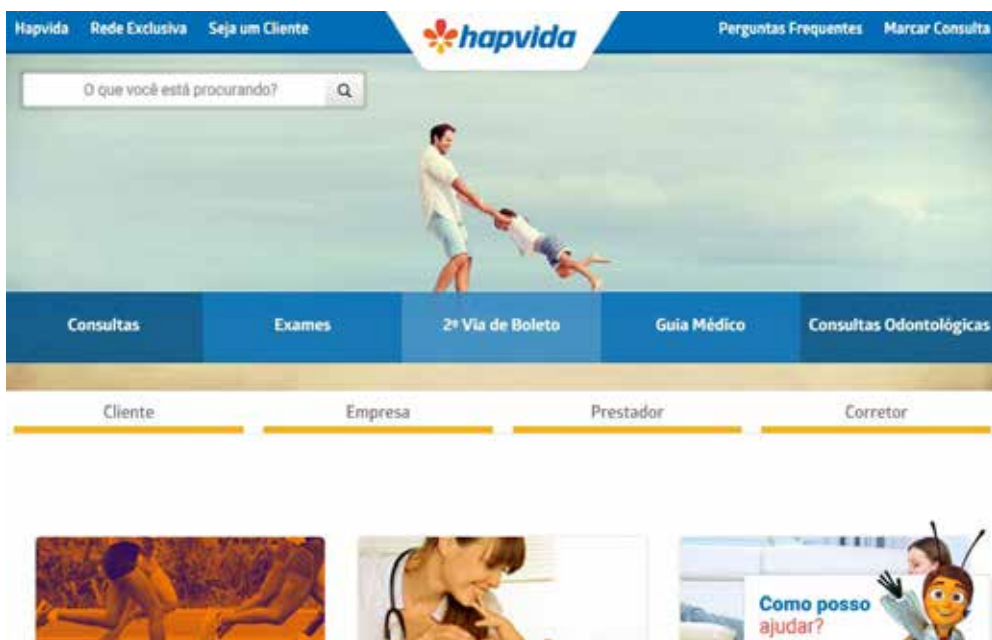 Hapvida Rede Exclusiva Seja um Cliente hapvida Perguntas Frequentes Marcar Consulta
O que você está procurando?
Consultas Exames 2ª Via de Boleto Guia Médico Consultas Odontológicas
Cliente Empresa Prestador Corretor
Como posso
ajudar?